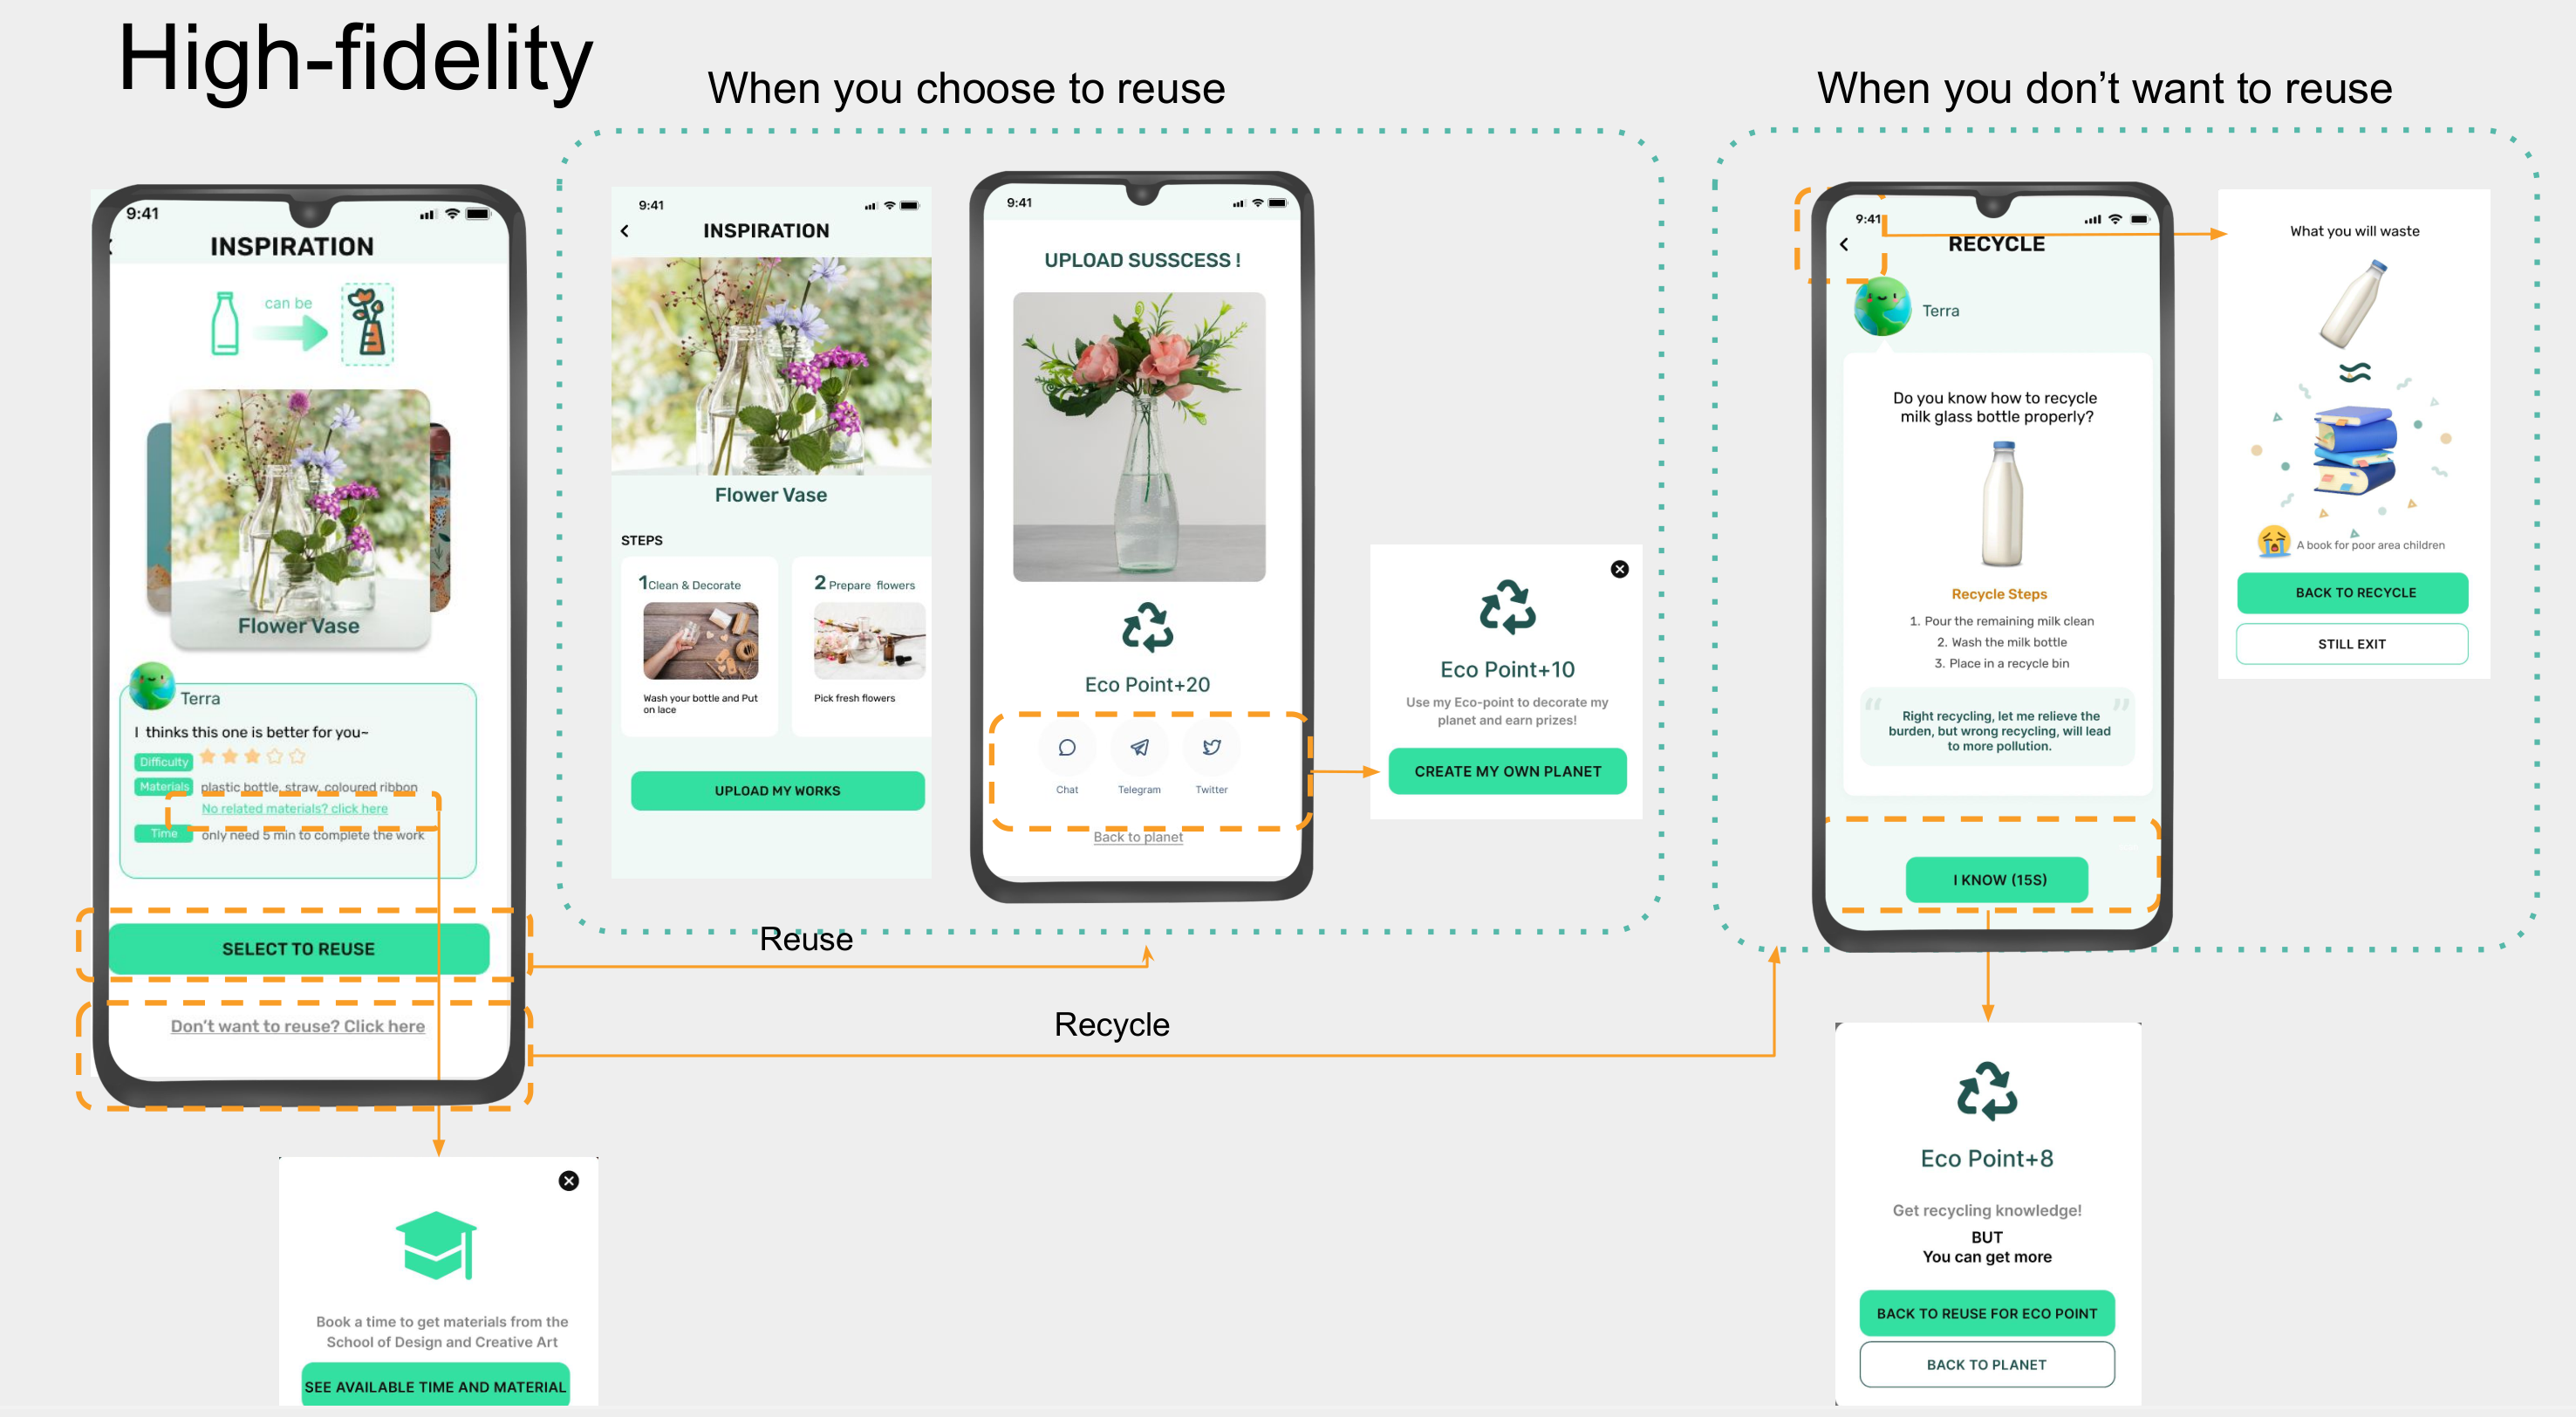 High-fidelity
When you choose to reuse
When you don't want to reuse
9:41
INSPIRATION
can be
Flower Vase
Terra
I thinks this one is better for you~
Difficulty
Materials plastic bottle, straw, coloured ribbon
No related materials? click here
Time only need 5 min to complete the work
SELECT TO REUSE
Don't want to reuse? Click here
Book a time to get materials from the
School of Design and Creative Art
SEE AVAILABLE TIME AND MATERIAL
9:41
INSPIRATION
Flower Vase
STEPS
1 Clean & Decorate
Wash your bottle and Put
on lace
2 Prepare flowers
Pick fresh flowers
UPLOAD MY WORKS
9:41
UPLOAD SUSSCESS !
Eco Point+20
Chat Telegram Twitter
Back to planet
Eco Point+10
Use my Eco-point to decorate my
planet and earn prizes!
CREATE MY OWN PLANET
Reuse
Recycle
9:41
RECYCLE
Terra
Do you know how to recycle
milk glass bottle properly?
Recycle Steps
1. Pour the remaining milk clean
2. Wash the milk bottle
3. Place in a recycle bin
“ Right recycling, let me relieve the ”
burden, but wrong recycling, will lead
to more pollution.
I KNOW (15S)
What you will waste
A book for poor area children
BACK TO RECYCLE
STILL EXIT
Eco Point+8
Get recycling knowledge!
BUT
You can get more
BACK TO REUSE FOR ECO POINT
BACK TO PLANET